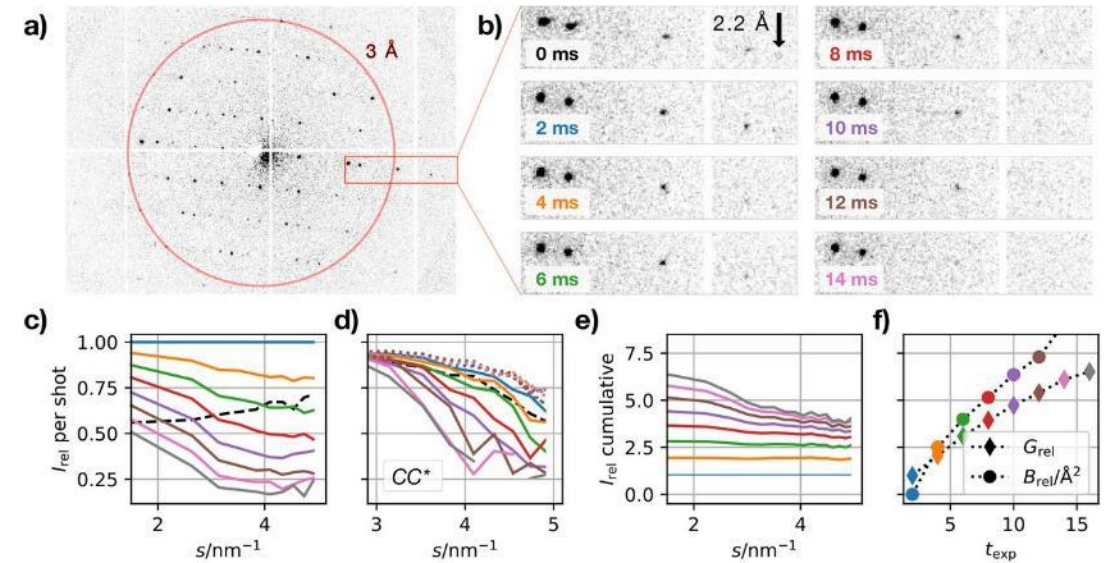 a)
3 Å
b)
2.2 Å
0 ms
2 ms
4 ms
6 ms
8 ms
10 ms
12 ms
14 ms
c)
I_rel per shot
1.00
0.75
0.50
0.25
2
4
s/nm⁻¹
d)
CC*
3
4
5
s/nm⁻¹
e)
I_rel cumulative
7.5
5.0
2.5
0.0
2
4
s/nm⁻¹
f)
G_rel
B_rel/Å²
5
10
15
t_exp